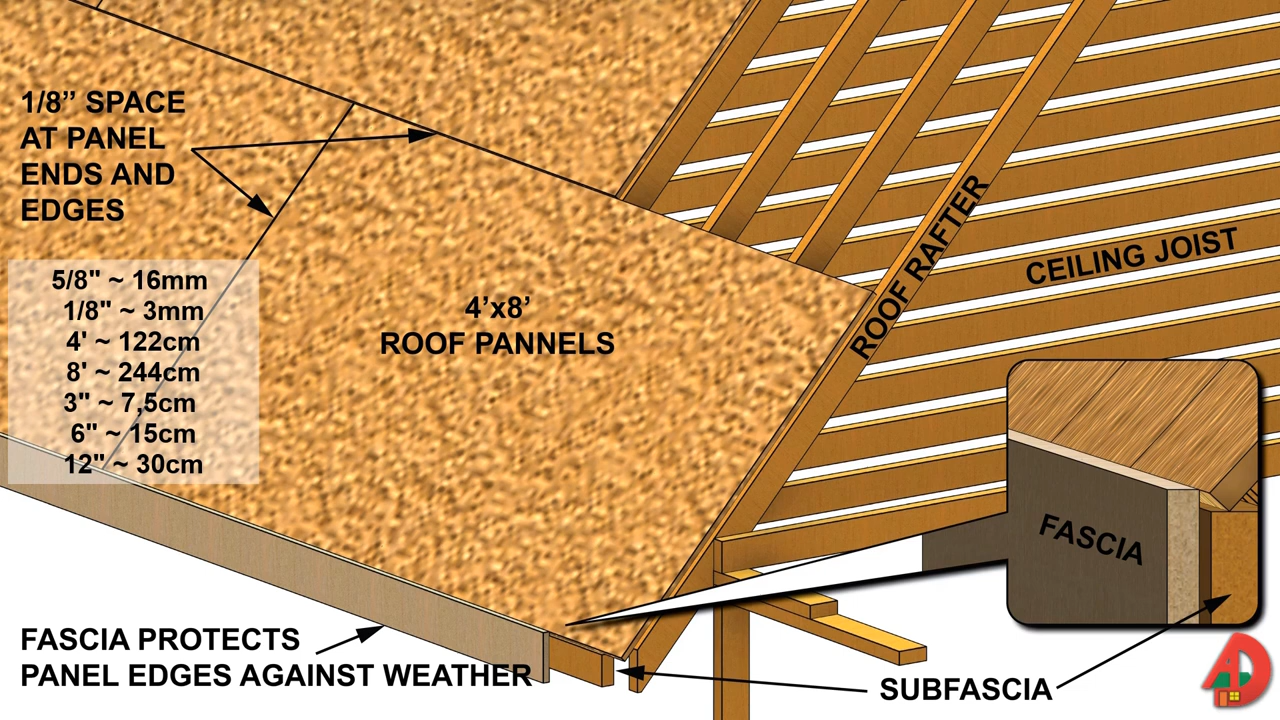 1/8” SPACE
AT PANEL
ENDS AND
EDGES
5/8" ~ 16mm
1/8" ~ 3mm
4' ~ 122cm
8' ~ 244cm
3" ~ 7,5cm
6" ~ 15cm
12" ~ 30cm
4’x8’
ROOF PANNELS
ROOF RAFTER
CEILING JOIST
FASCIA
FASCIA PROTECTS
PANEL EDGES AGAINST WEATHER
SUBFASCIA
AD